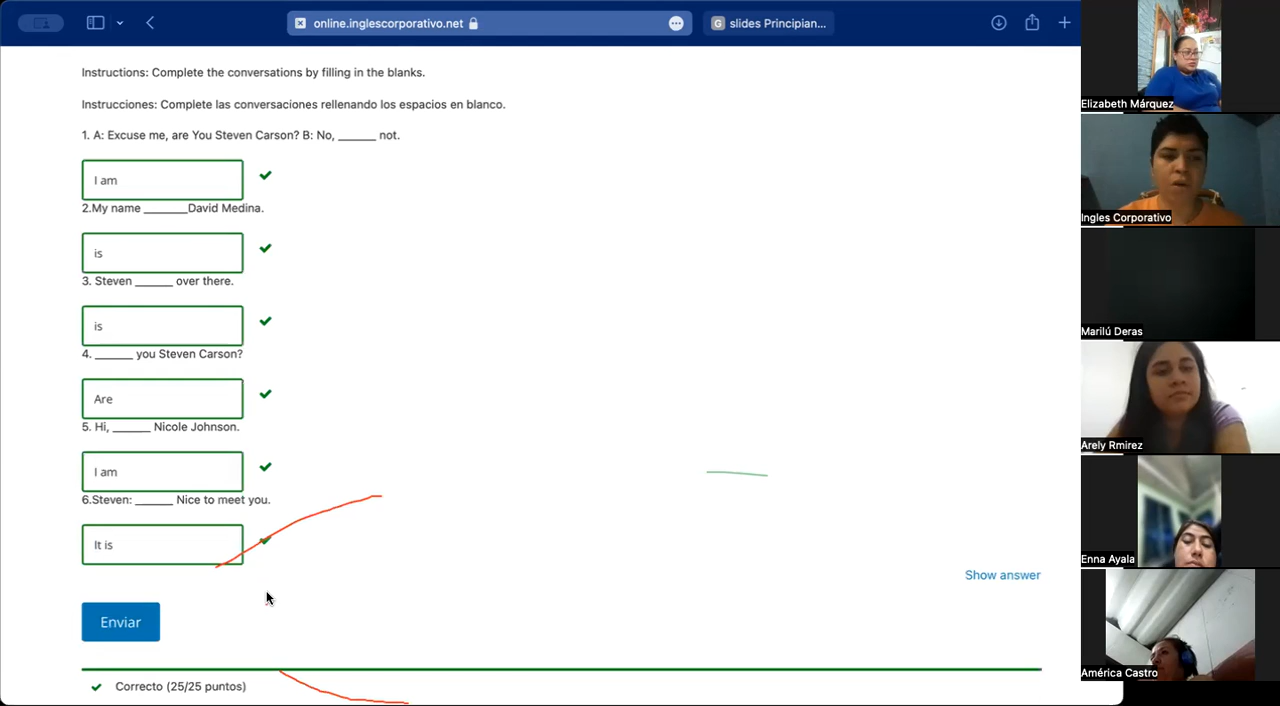 online.inglescorporativo.net
G slides Principian...
Instructions: Complete the conversations by filling in the blanks.
Instrucciones: Complete las conversaciones rellenando los espacios en blanco.
1. A: Excuse me, are You Steven Carson? B: No, ______ not.
I am
2.My name _______David Medina.
is
3. Steven ______ over there.
is
4. ______ you Steven Carson?
Are
5. Hi, ______ Nicole Johnson.
I am
6.Steven: ______ Nice to meet you.
It is
Show answer
Enviar
Correcto (25/25 puntos)
Elizabeth Márquez
Ingles Corporativo
Marilú Deras
Arely Rmirez
Enna Ayala
América Castro